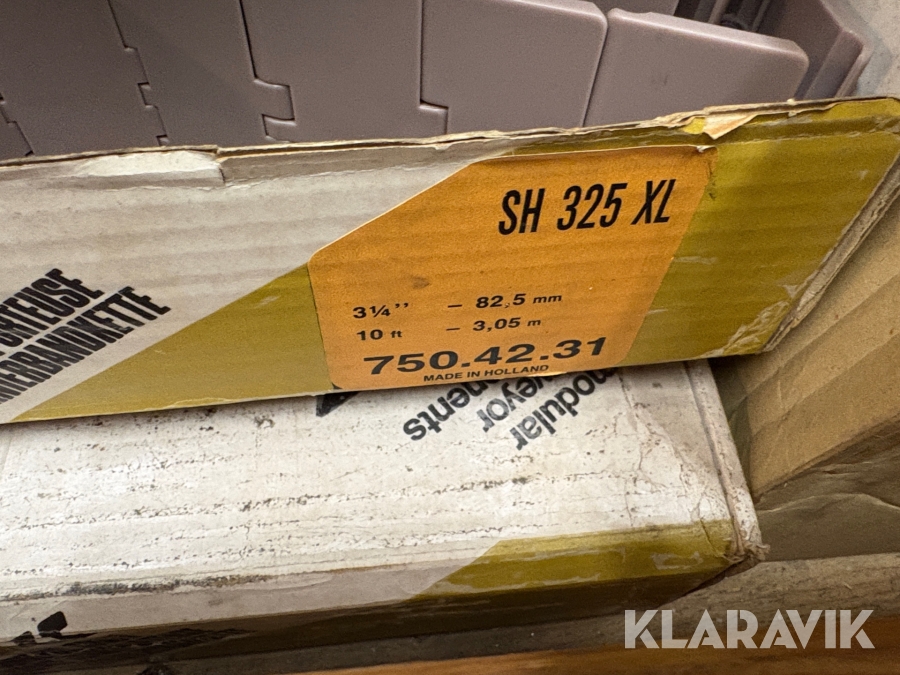 SH 325 XL
3¼’’ – 82,5 mm
10 ft – 3,05 m
750.42.31
MADE IN HOLLAND
modular
KLARAVIK